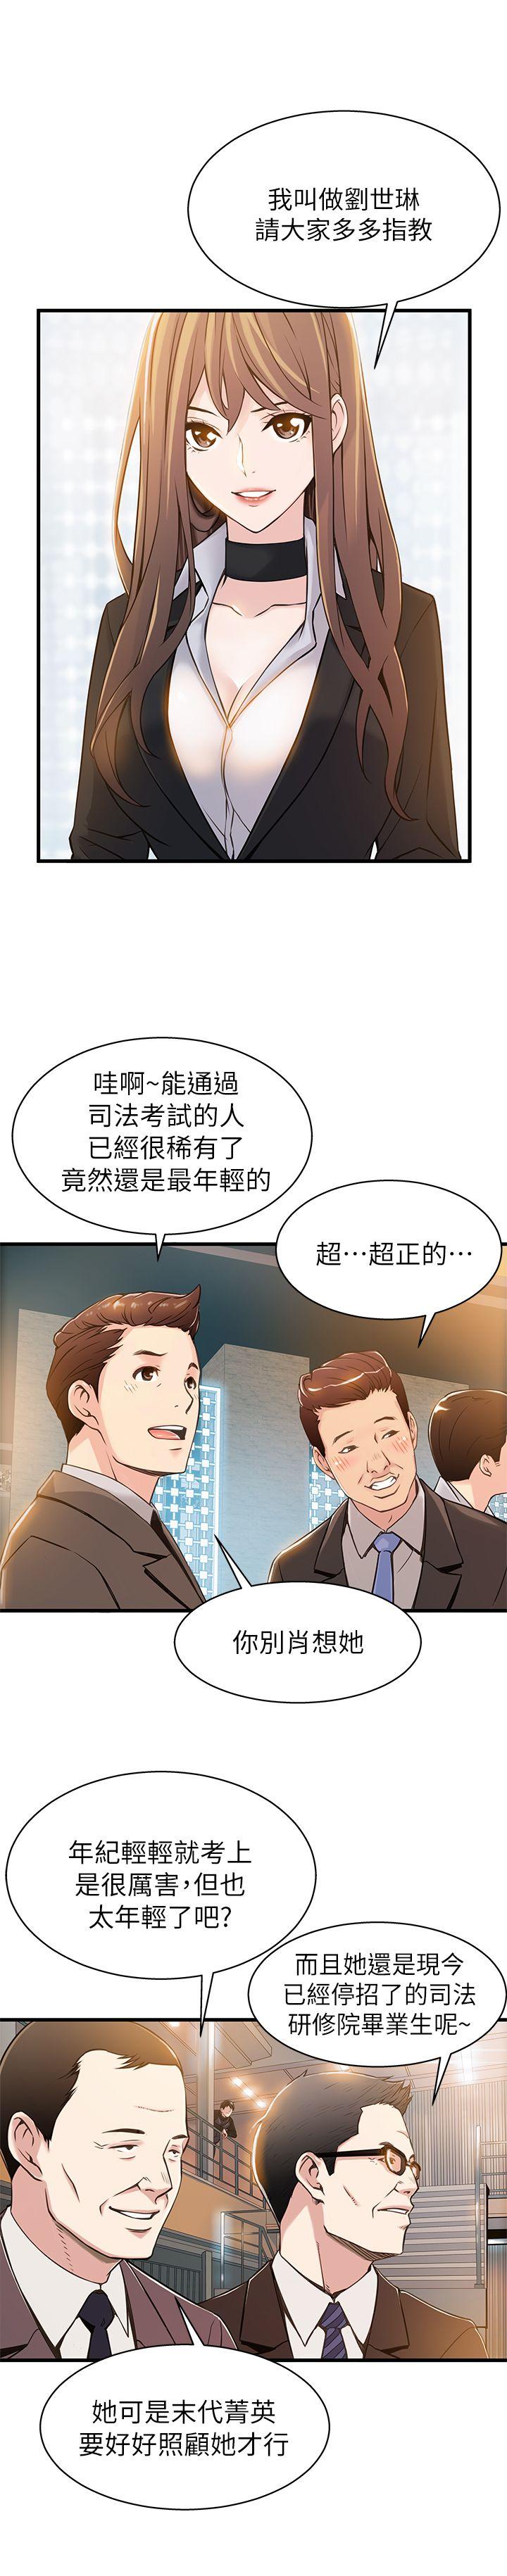 我叫做劉世琳
請大家多多指教
哇啊~能通過
司法考試的人
已經很稀有了
竟然還是最年輕的
超…超正的…
你別肖想她
年紀輕輕就考上
是很厲害,但也
太年輕了吧?
而且她還是現今
已經停招了的司法
研修院畢業生呢~
她可是末代菁英
要好好照顧她才行